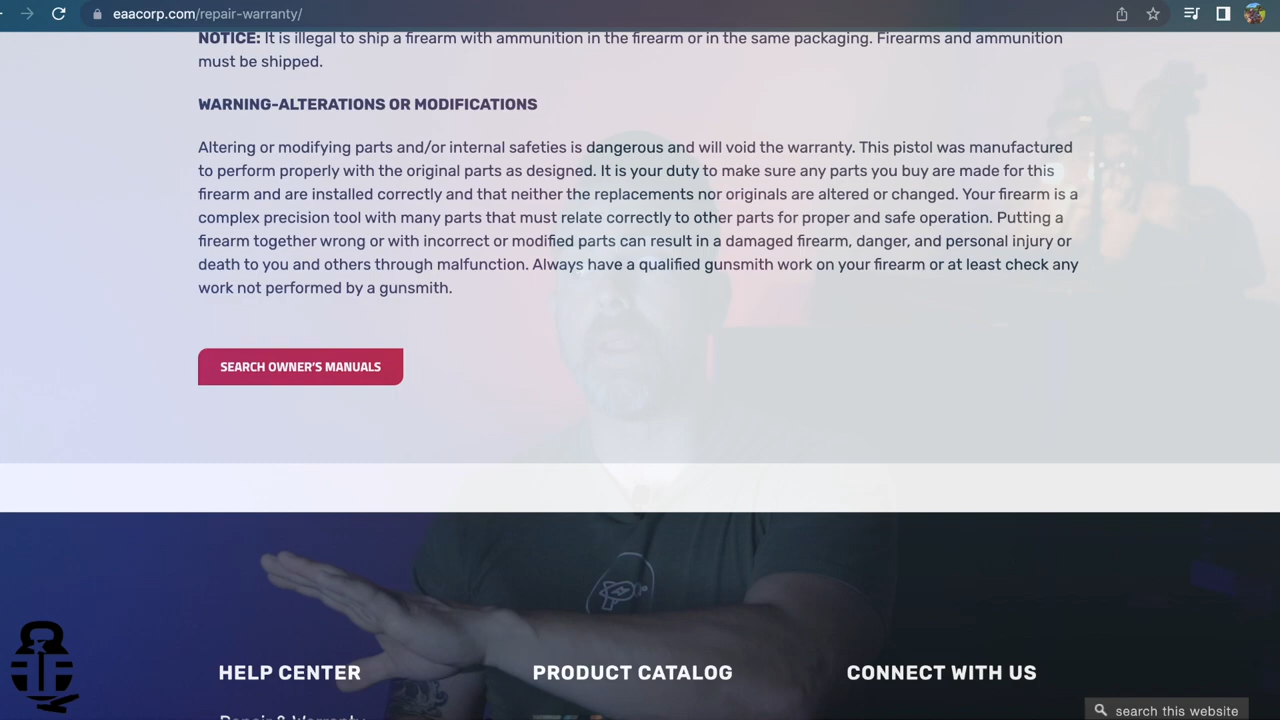 eaacorp.com/repair-warranty/
NOTICE: It is illegal to ship a firearm with ammunition in the firearm or in the same packaging. Firearms and ammunition
must be shipped.
WARNING-ALTERATIONS OR MODIFICATIONS
Altering or modifying parts and/or internal safeties is dangerous and will void the warranty. This pistol was manufactured
to perform properly with the original parts as designed. It is your duty to make sure any parts you buy are made for this
firearm and are installed correctly and that neither the replacements nor originals are altered or changed. Your firearm is a
complex precision tool with many parts that must relate correctly to other parts for proper and safe operation. Putting a
firearm together wrong or with incorrect or modified parts can result in a damaged firearm, danger, and personal injury or
death to you and others through malfunction. Always have a qualified gunsmith work on your firearm or at least check any
work not performed by a gunsmith.
SEARCH OWNER'S MANUALS
HELP CENTER
PRODUCT CATALOG
CONNECT WITH US
Repair & Warranty
search this website